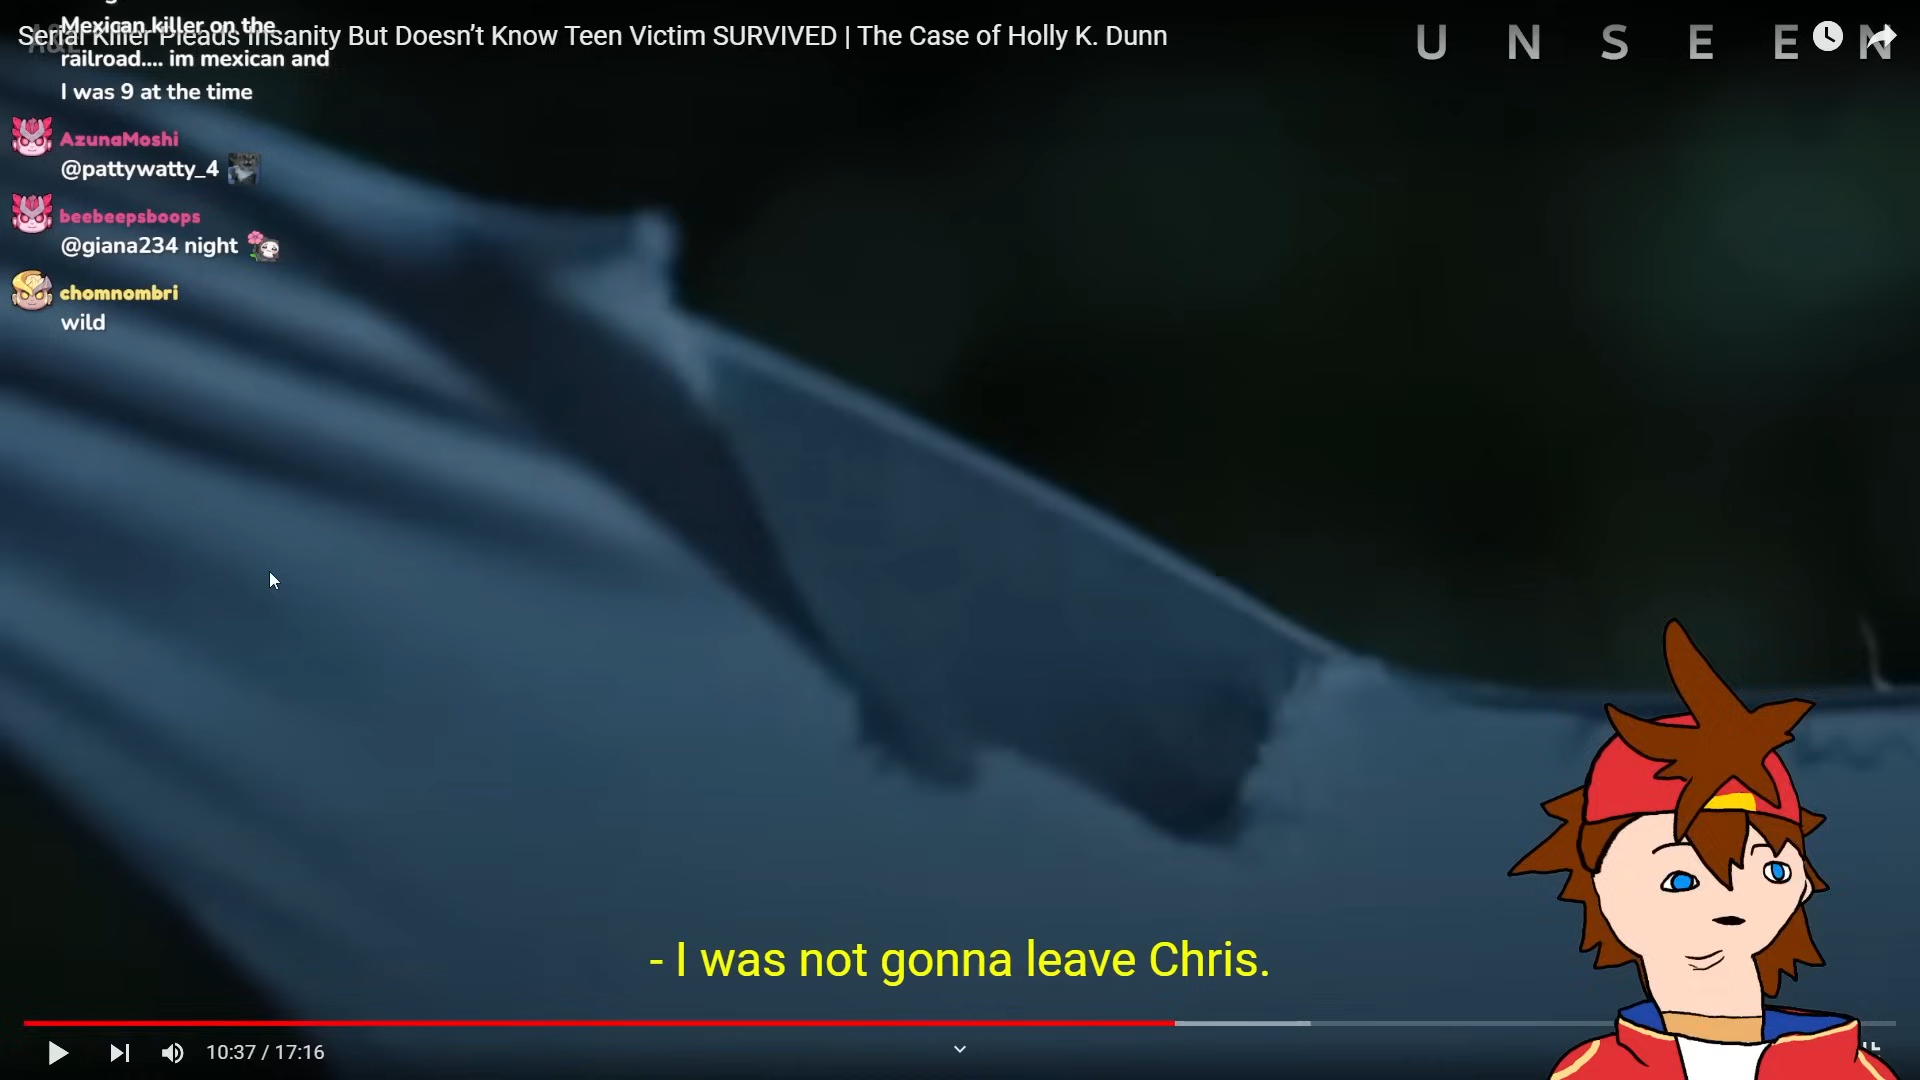 Serial Killer Pleads Insanity But Doesn't Know Teen Victim SURVIVED | The Case of Holly K. Dunn
A&E
UNSEEN
Mexican killer on the
railroad.... im mexican and
I was 9 at the time
AzunaMoshi
@pattywatty_4
beebeepsboops
@giana234 night
chomnombri
wild
- I was not gonna leave Chris.
10:37 / 17:16